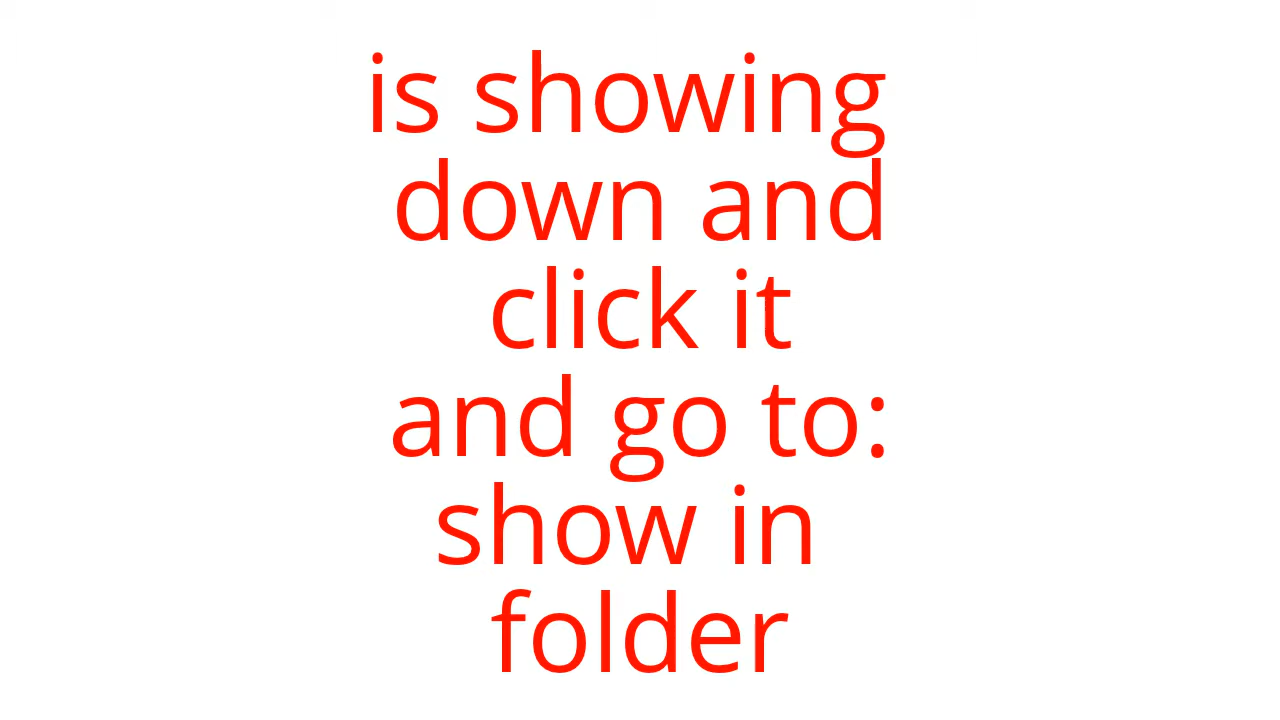 is showing
down and
click it
and go to:
show in
folder